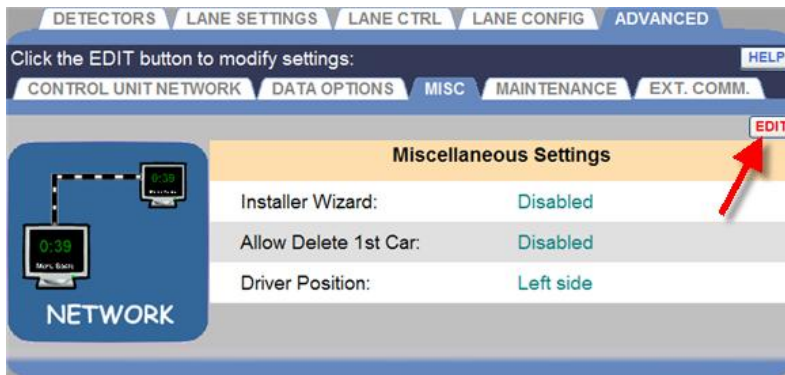 DETECTORS LANE SETTINGS LANE CTRL LANE CONFIG ADVANCED
Click the EDIT button to modify settings: HELP
CONTROL UNIT NETWORK DATA OPTIONS MISC MAINTENANCE EXT. COMM.
EDIT
Miscellaneous Settings
0:39
Installer Wizard: Disabled
0:39
Allow Delete 1st Car: Disabled
Driver Position: Left side
NETWORK